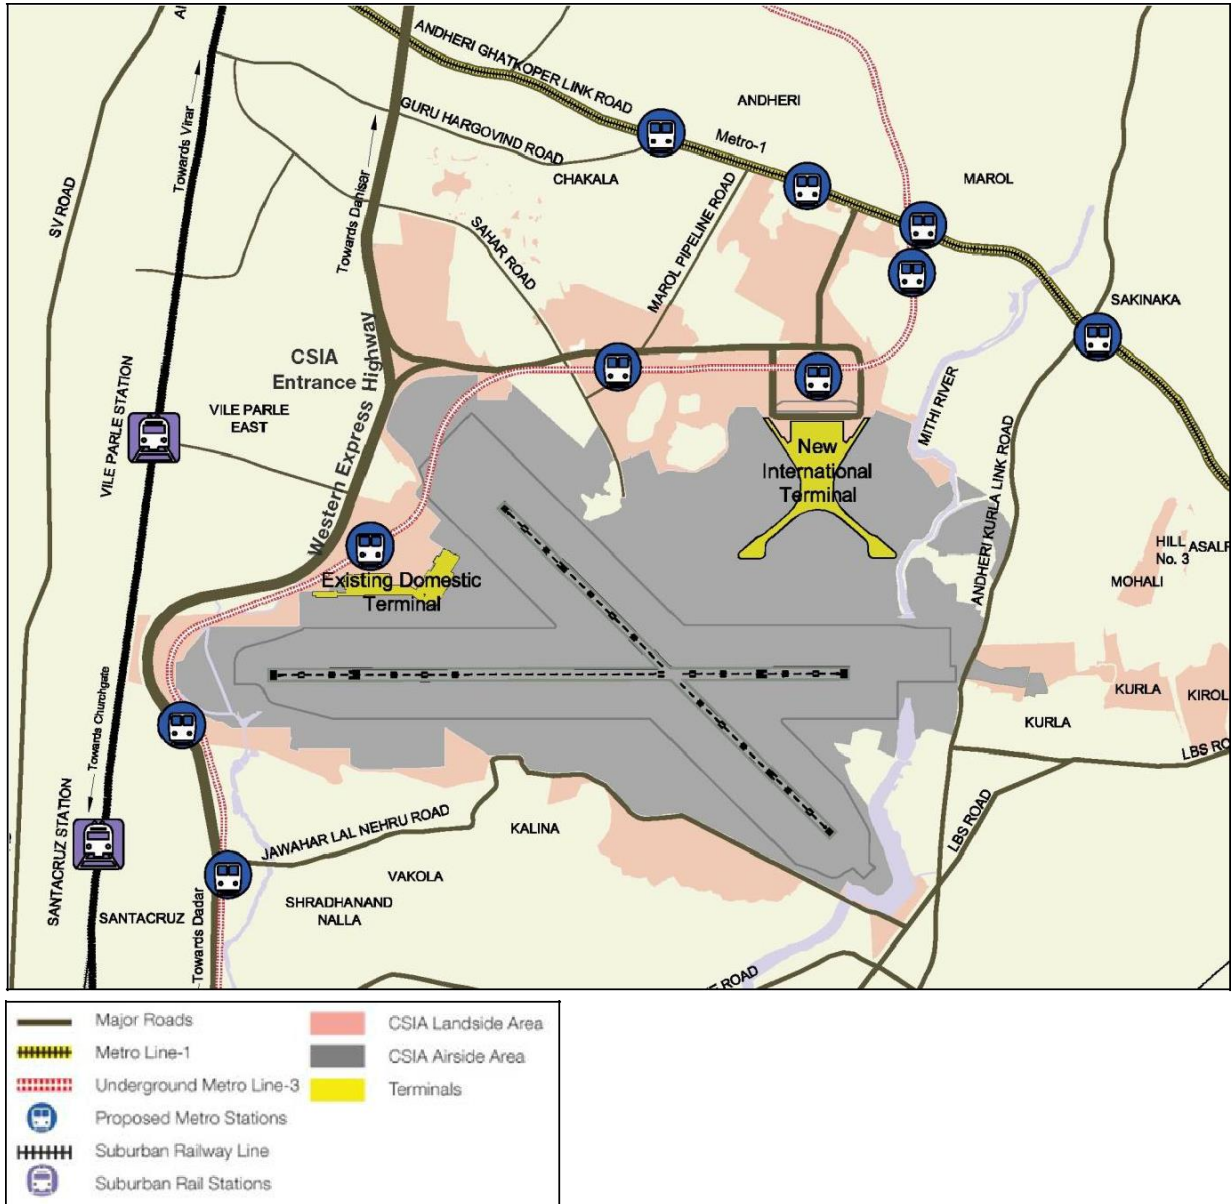 ANDHERI GHATKOPER LINK ROAD
ANDHERI
Metro-1
GURU HARGOVIND ROAD
CHAKALA
MAROL
Towards Virar
Towards Dahisar
SV ROAD
SAHAR ROAD
MAROL PIPELINE ROAD
SAKINAKA
CSIA
Entrance
Western Express Highway
VILE PARLE STATION
VILE PARLE
EAST
MITHI RIVER
New
International
Terminal
ANDHERI KURLA LINK ROAD
HILL
No. 3
MOHALI
Existing Domestic
Terminal
KURLA
KURLA
Towards Churchgate
SANTACRUZ STATION
LBS ROAD
JAWAHAR LAL NEHRU ROAD
KALINA
VAKOLA
SHRADHANAND
NALLA
SANTACRUZ
Towards Dadar
ROAD
Major Roads
Metro Line-1
Underground Metro Line-3
Proposed Metro Stations
Suburban Railway Line
Suburban Rail Stations
CSIA Landside Area
CSIA Airside Area
Terminals